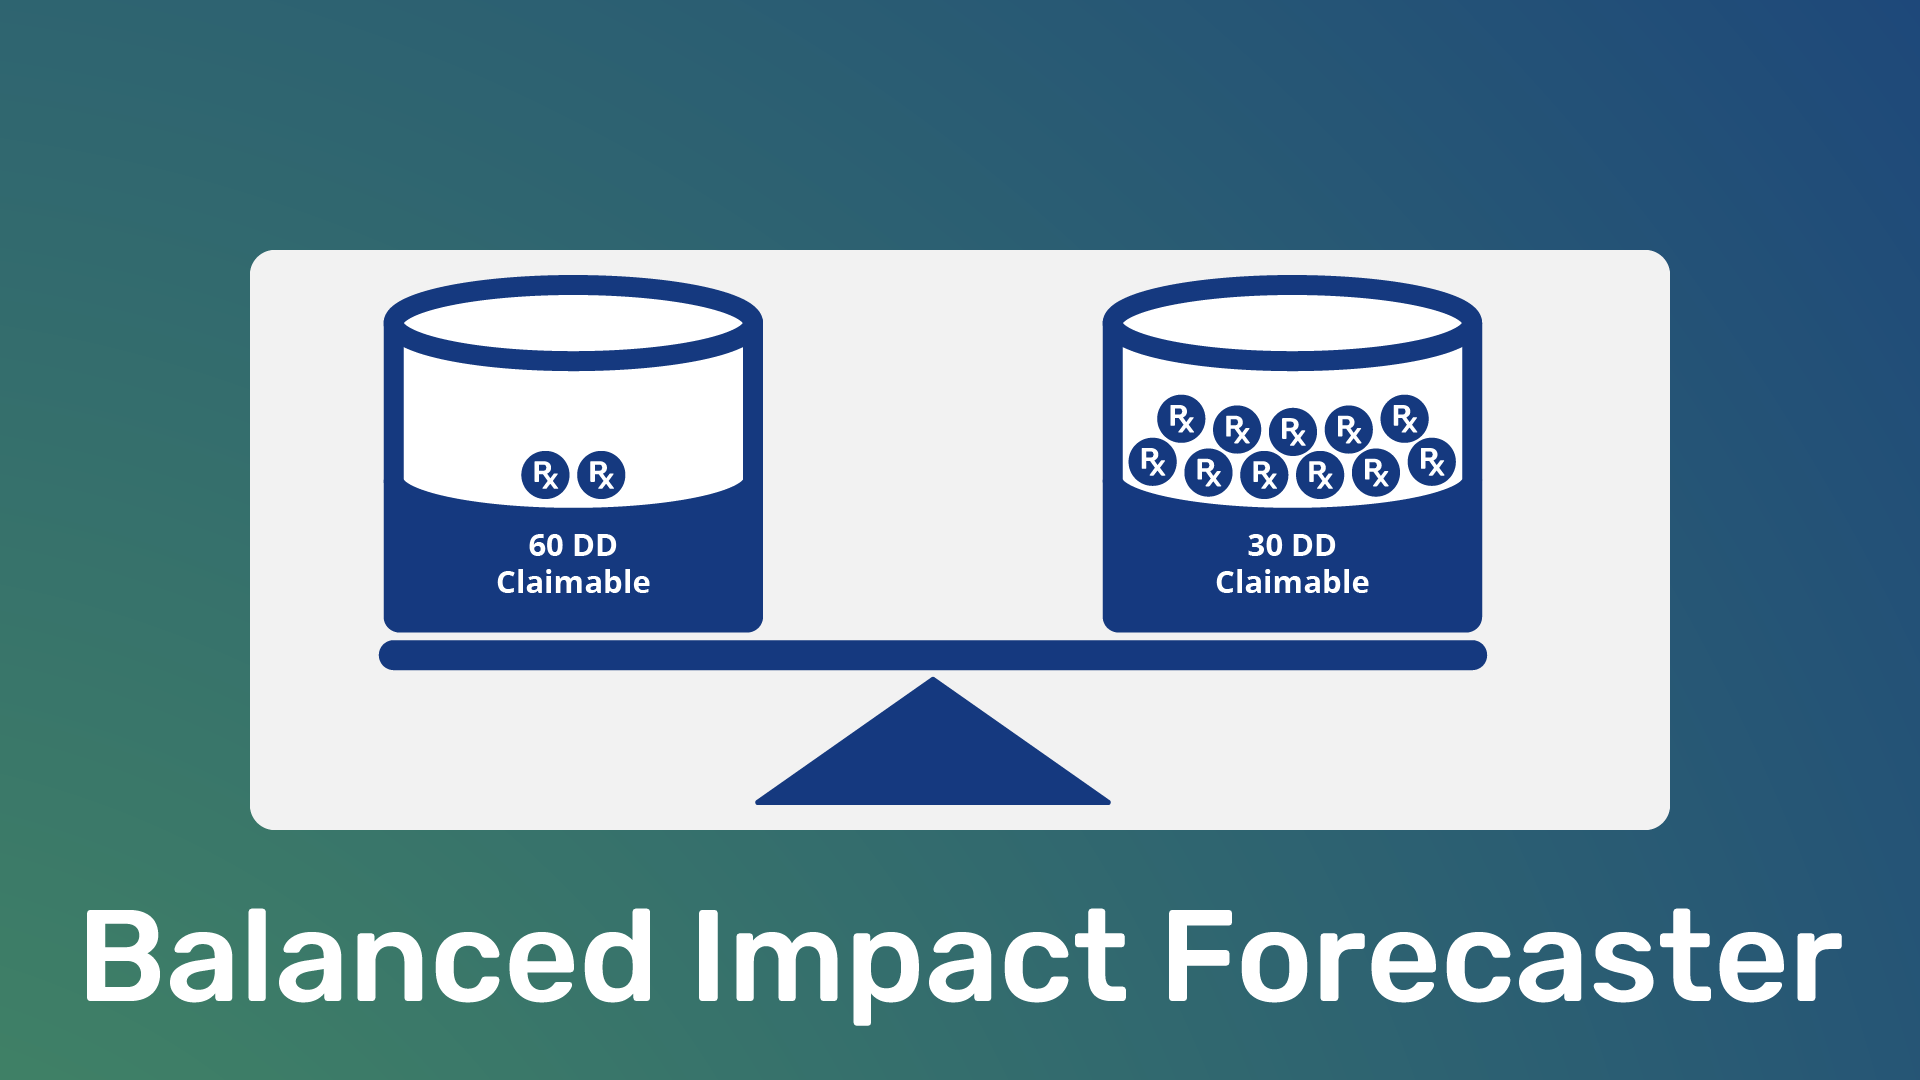 Rx Rx
60 DD
Claimable
Rx Rx Rx Rx Rx
Rx Rx Rx Rx Rx Rx
30 DD
Claimable
Balanced Impact Forecaster